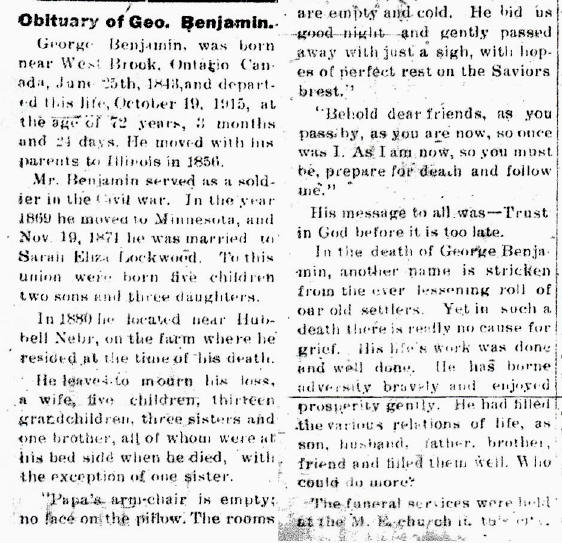 Obituary of Geo. Benjamin.
George Benjamin, was born
near West Brook, Ontario Can-
ada, June 25th, 1843,and depart-
ed this life, October 19, 1915, at
the age of 72 years, 3 months
and 24 days. He moved with his
parents to Illinois in 1856.
Mr. Benjamin served as a sold-
ier in the Civil war. In the year
1869 he moved to Minnesota, and
Nov. 19, 1871 he was married to
Sarah Eliza Lockwood. To this
union were born five children
two sons and three daughters.
In 1880 he located near Hub-
bell Nebr, on the farm where he
resided at the time of his death.
He leaves to mourn his loss,
a wife, five children, thirteen
grandchildren, three sisters and
one brother, all of whom were at
his bed side when he died, with
the exception of one sister.
"Papa's arm-chair is empty;
no face on the pillow. The rooms
are empty and cold. He bid us
good night and gently passed
away with just a sigh, with hop-
es of perfect rest on the Saviors
brest."
"Behold dear friends, as you
pass by, as you are now, so once
was I. As I am now, so you must
be, prepare for death and follow
me."
His message to all was—Trust
in God before it is too late.
In the death of George Benja-
min, another name is stricken
from the ever lessening roll of
our old settlers. Yet in such a
death there is really no cause for
grief. His life's work was done
and well done. He has borne
adversity bravely and enjoyed
prosperity gently. He had filled
the various relations of life, as
son, husband, father, brother,
friend and filled them well. Who
could do more?
The funeral services were held
at the M. E. church